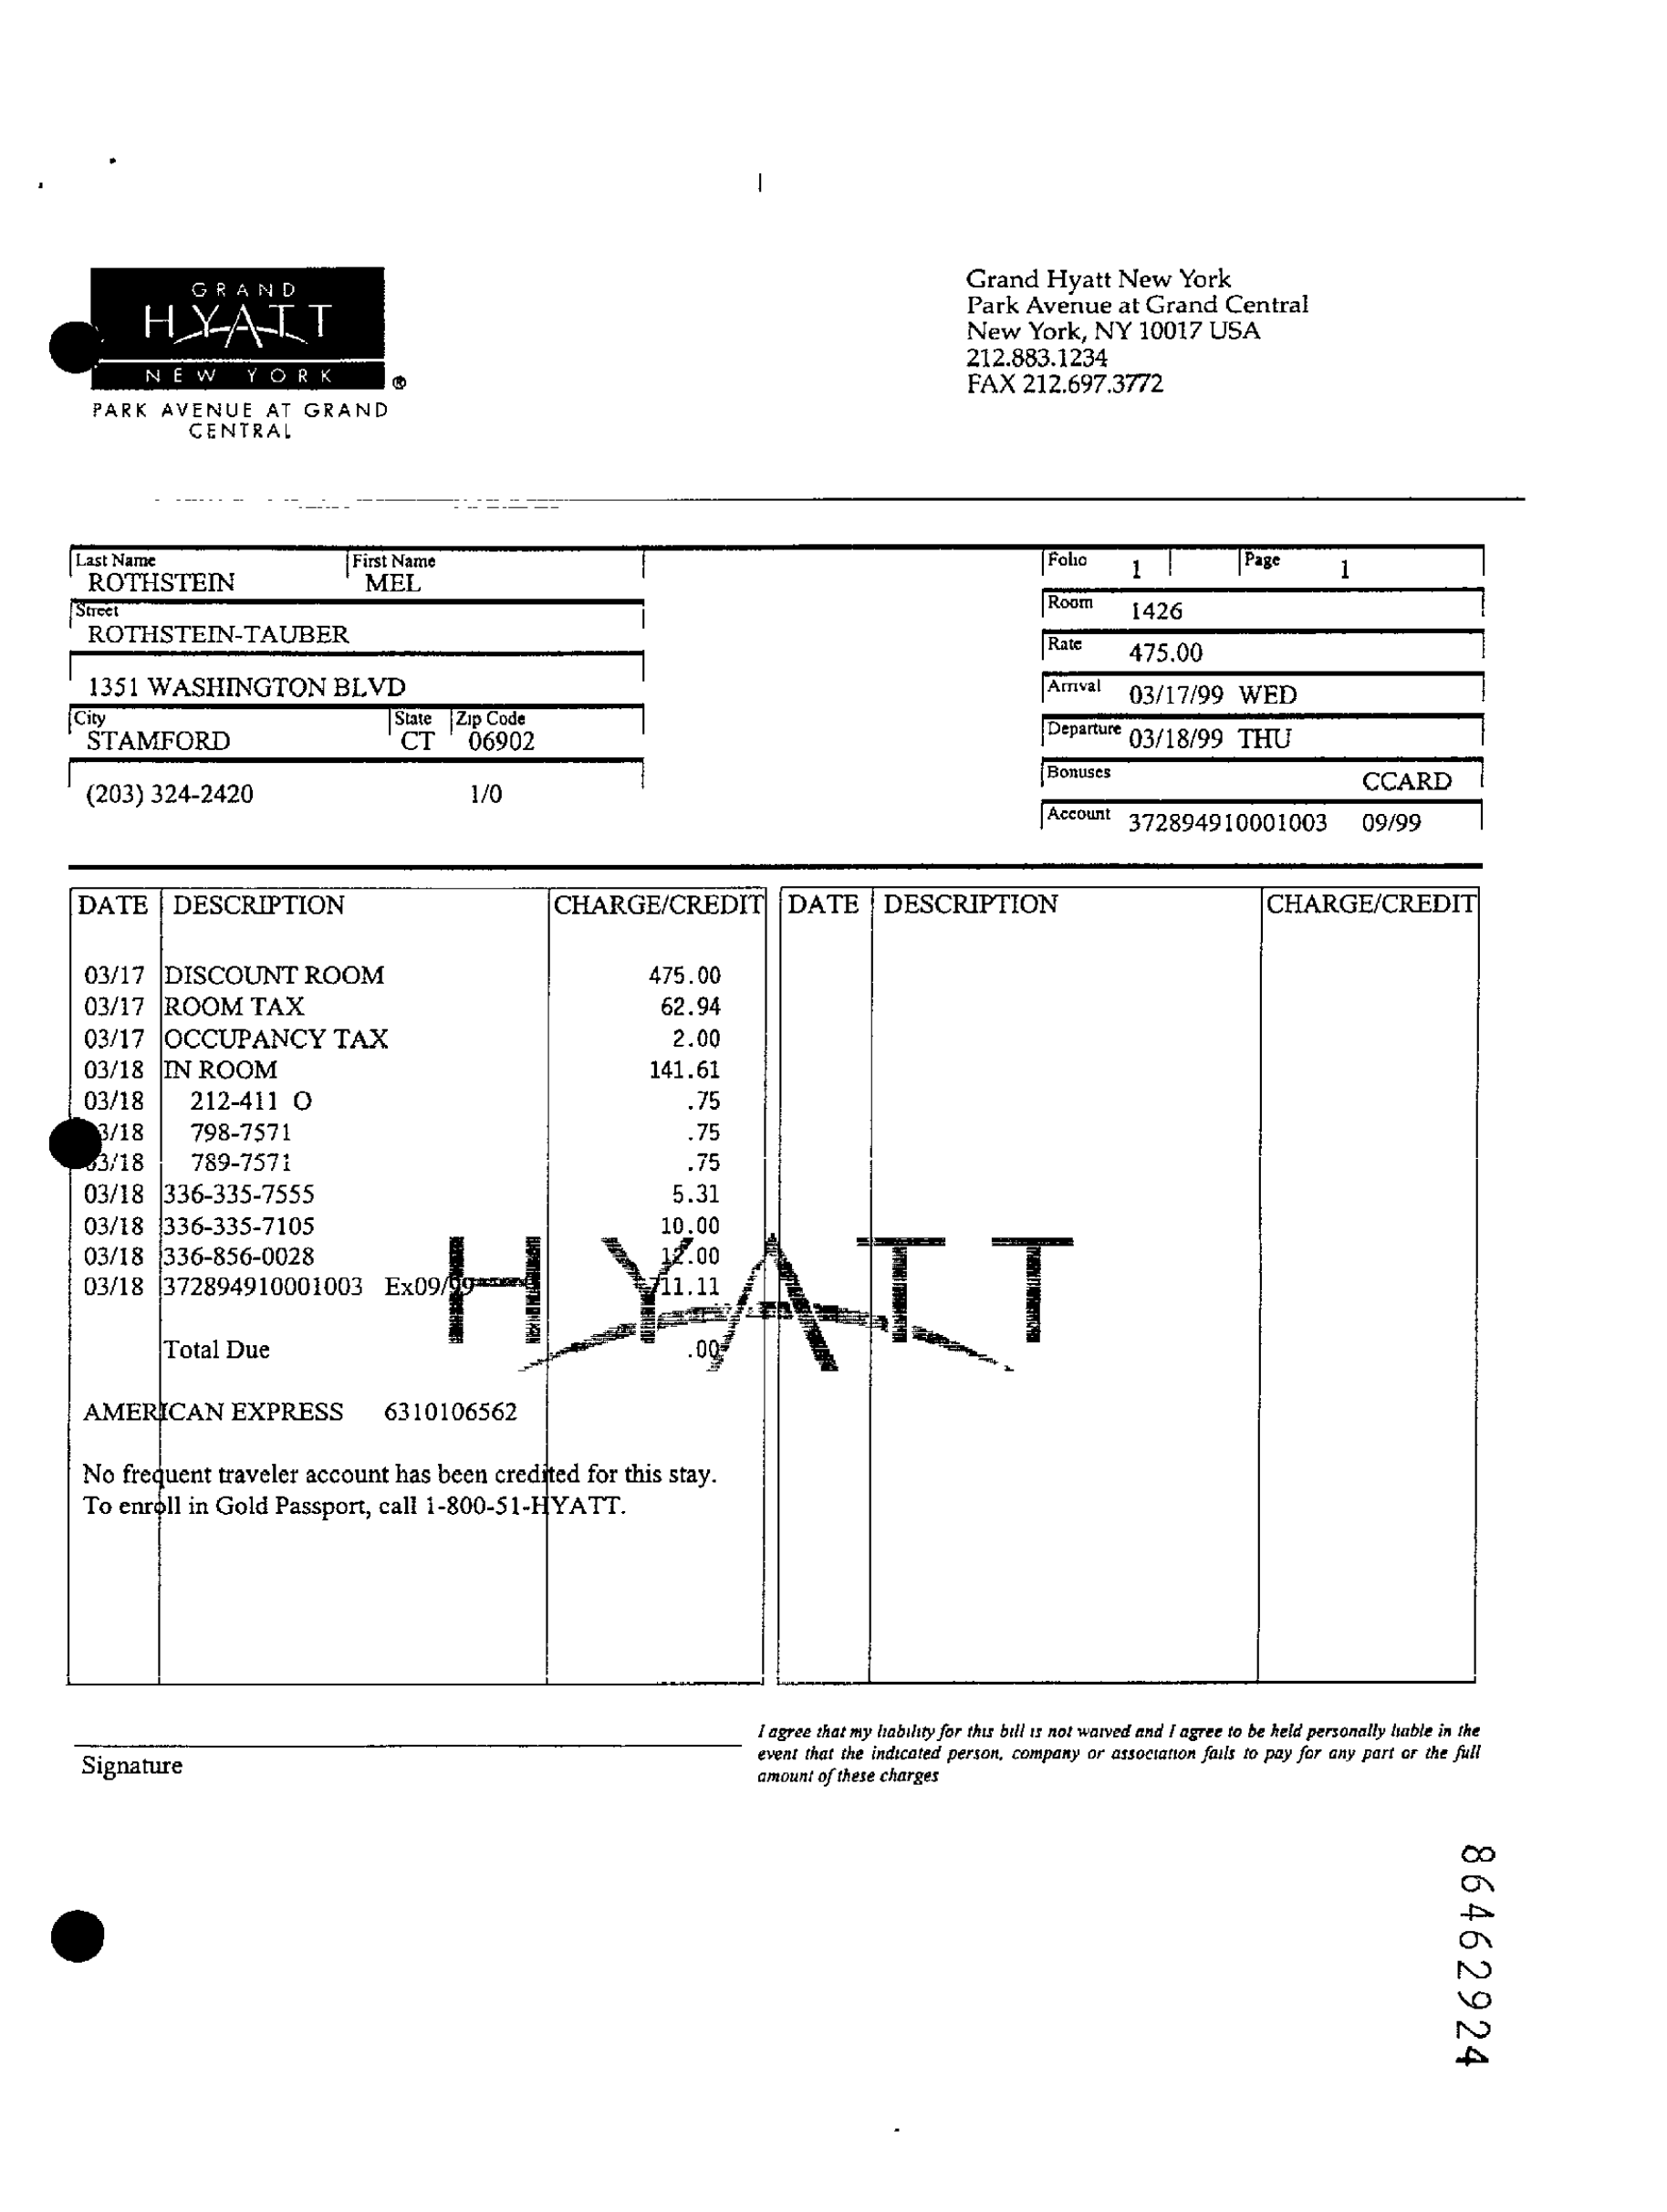 GRAND
HYATT
NEW YORK
®
PARK AVENUE AT GRAND
CENTRAL
Grand Hyatt New York
Park Avenue at Grand Central
New York, NY 10017 USA
212.883.1234
FAX 212.697.3772
Last Name First Name
ROTHSTEIN MEL
Street
ROTHSTEIN-TAUBER
1351 WASHINGTON BLVD
City State Zip Code
STAMFORD CT 06902
(203) 324-2420 1/0
Folio 1 Page 1
Room 1426
Rate 475.00
Arrival 03/17/99 WED
Departure 03/18/99 THU
Bonuses CCARD
Account 372894910001003 09/99
DATE DESCRIPTION CHARGE/CREDIT DATE DESCRIPTION CHARGE/CREDIT
03/17 DISCOUNT ROOM 475.00
03/17 ROOM TAX 62.94
03/17 OCCUPANCY TAX 2.00
03/18 IN ROOM 141.61
03/18 212-411 O .75
3/18 798-7571 .75
03/18 789-7571 .75
03/18 336-335-7555 5.31
03/18 336-335-7105 10.00
03/18 336-856-0028 12.00
03/18 372894910001003 Ex09/99 711.11
HYATT
Total Due .00
AMERICAN EXPRESS 6310106562
No frequent traveler account has been credited for this stay.
To enroll in Gold Passport, call 1-800-51-HYATT.
Signature
I agree that my liability for this bill is not waived and I agree to be held personally liable in the
event that the indicated person, company or association fails to pay for any part or the full
amount of these charges
86462924